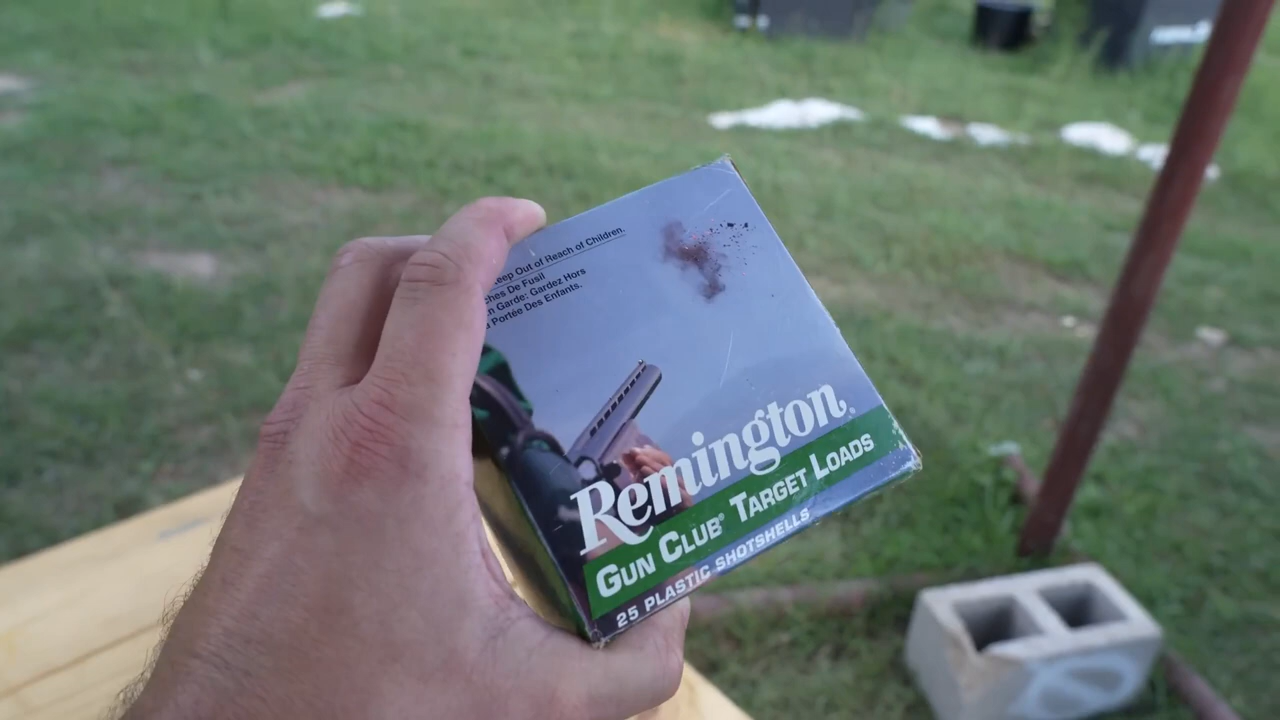 Keep Out of Reach of Children.
ches De Fusil
n Garde: Gardez Hors
Portée Des Enfants.
Remington®
GUN CLUB® TARGET LOADS
25 PLASTIC SHOTSHELLS